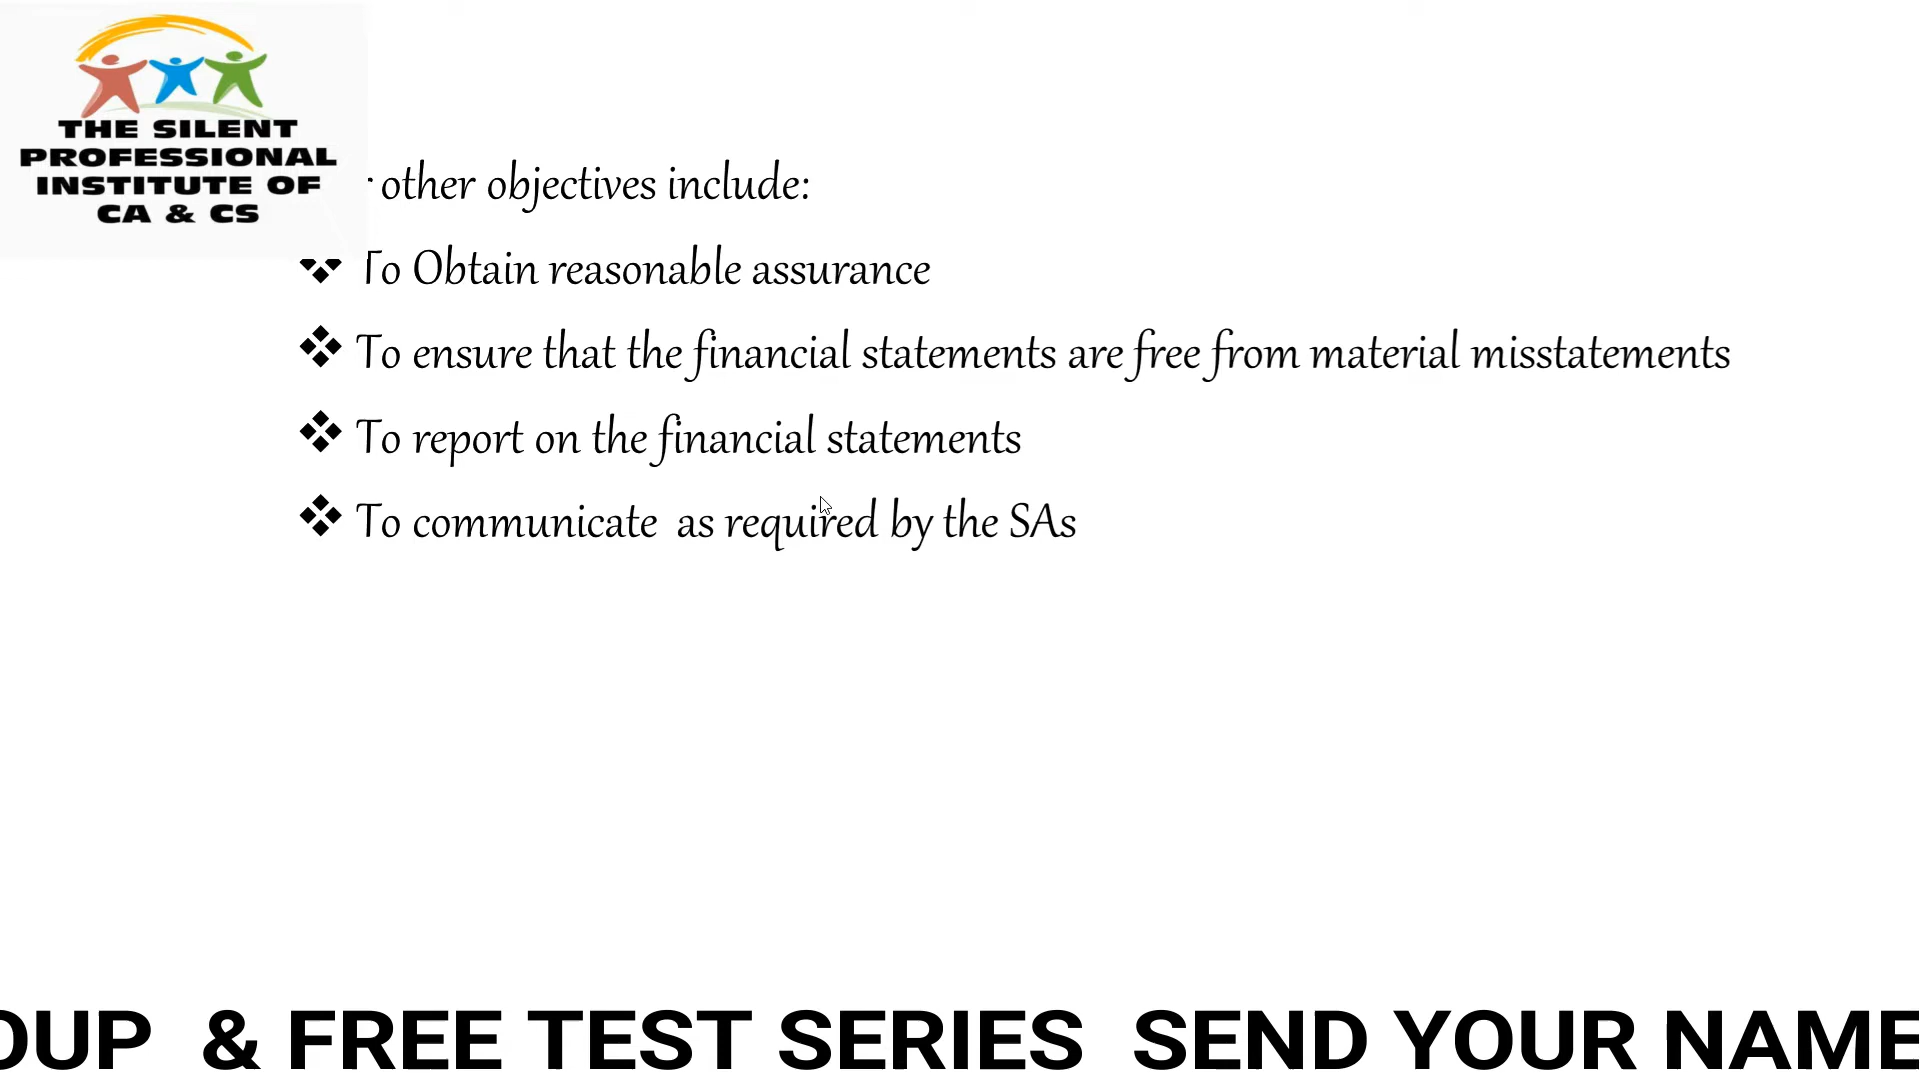 THE SILENT
PROFESSIONAL
INSTITUTE OF
CA & CS
other objectives include:
To Obtain reasonable assurance
To ensure that the financial statements are free from material misstatements
To report on the financial statements
To communicate as required by the SAs
& FREE TEST SERIES SEND YOUR NAME